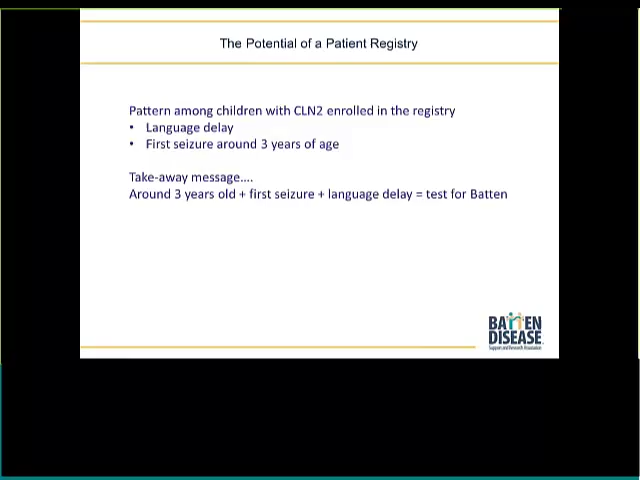 The Potential of a Patient Registry
Pattern among children with CLN2 enrolled in the registry
• Language delay
• First seizure around 3 years of age
Take-away message....
Around 3 years old + first seizure + language delay = test for Batten
BATTEN
DISEASE
Support and Research Association